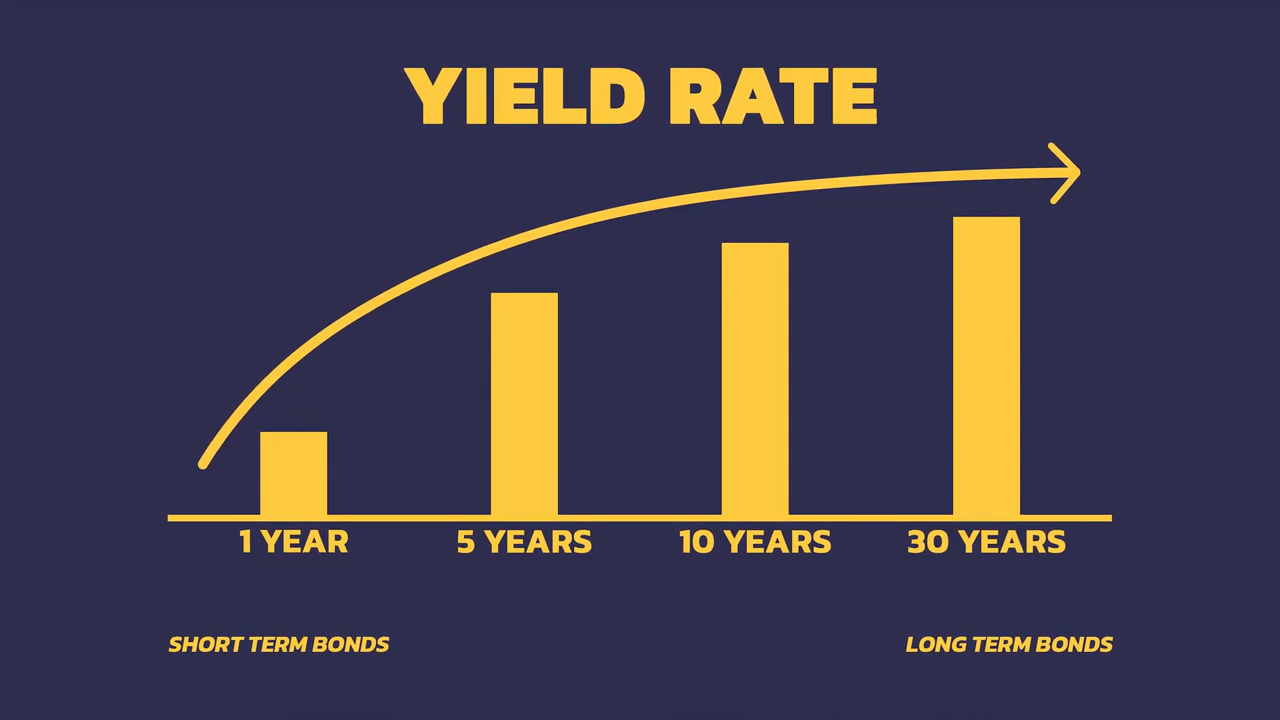 YIELD RATE
1 YEAR
5 YEARS
10 YEARS
30 YEARS
SHORT TERM BONDS
LONG TERM BONDS